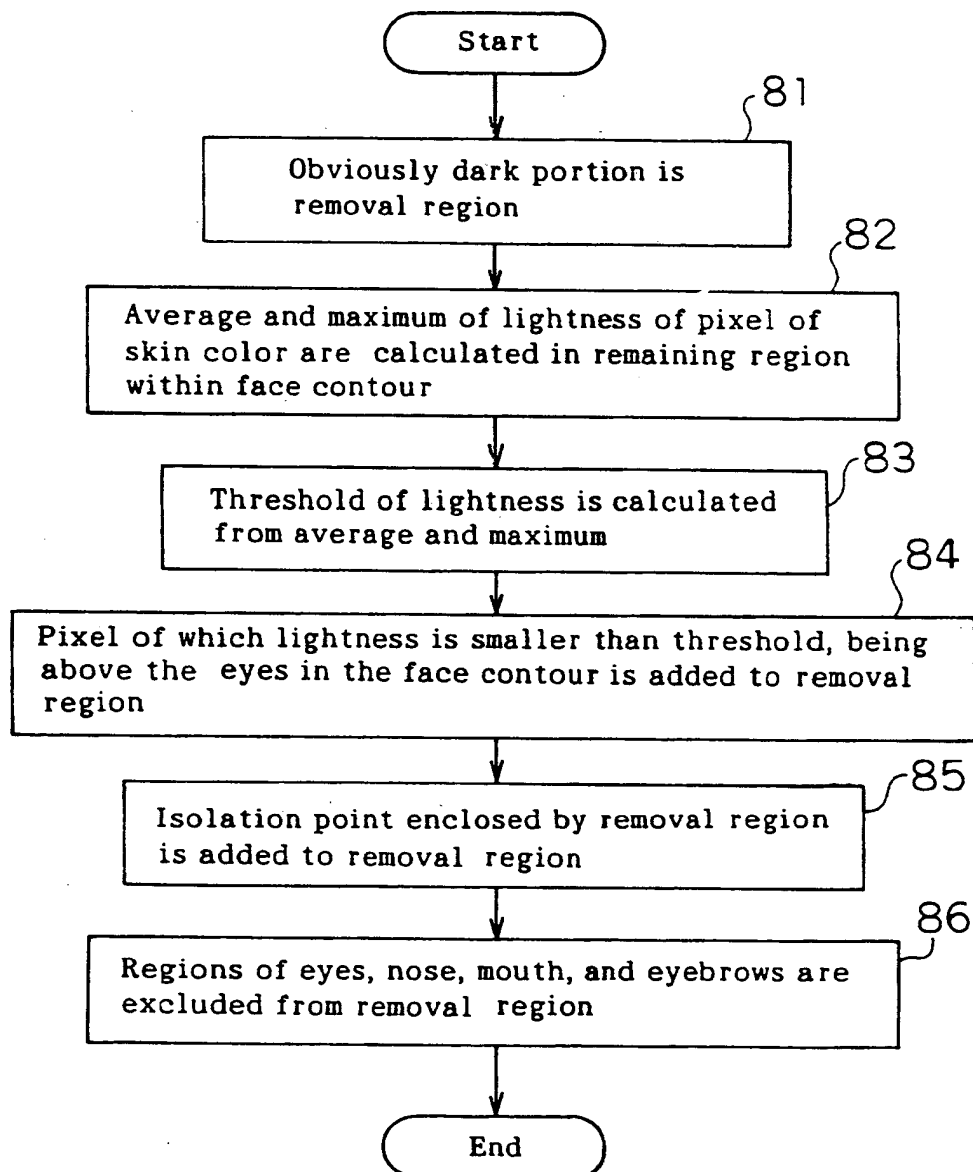 Start
81
Obviously dark portion is
removal region
82
Average and maximum of lightness of pixel of
skin color are calculated in remaining region
within face contour
83
Threshold of lightness is calculated
from average and maximum
84
Pixel of which lightness is smaller than threshold, being
above the eyes in the face contour is added to removal
region
85
Isolation point enclosed by removal region
is added to removal region
86
Regions of eyes, nose, mouth, and eyebrows are
excluded from removal region
End